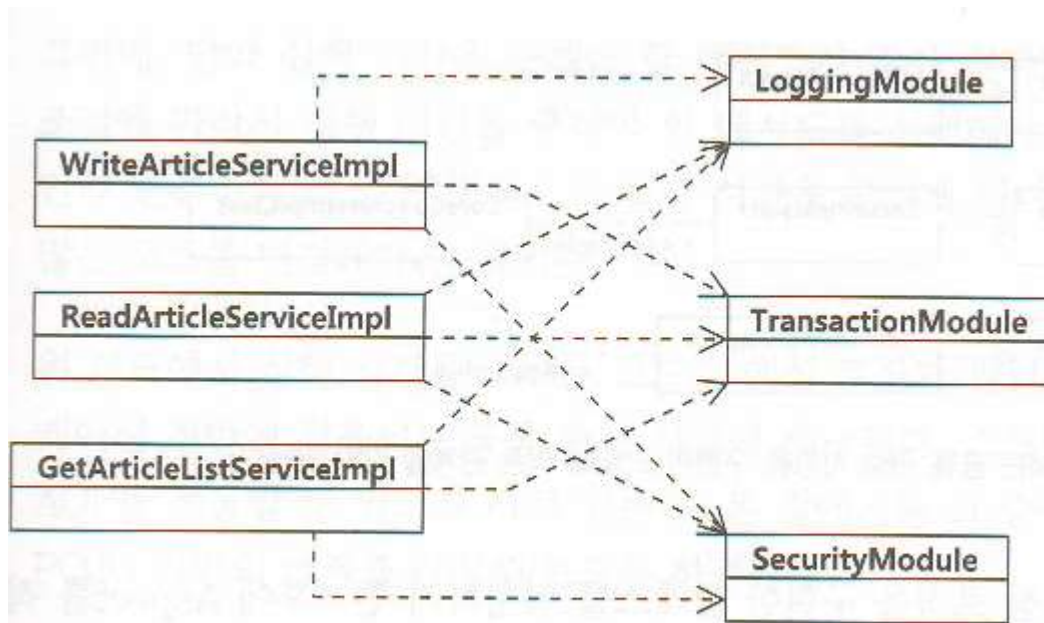 LoggingModule
WriteArticleServiceImpl
ReadArticleServiceImpl
TransactionModule
GetArticleListServiceImpl
SecurityModule